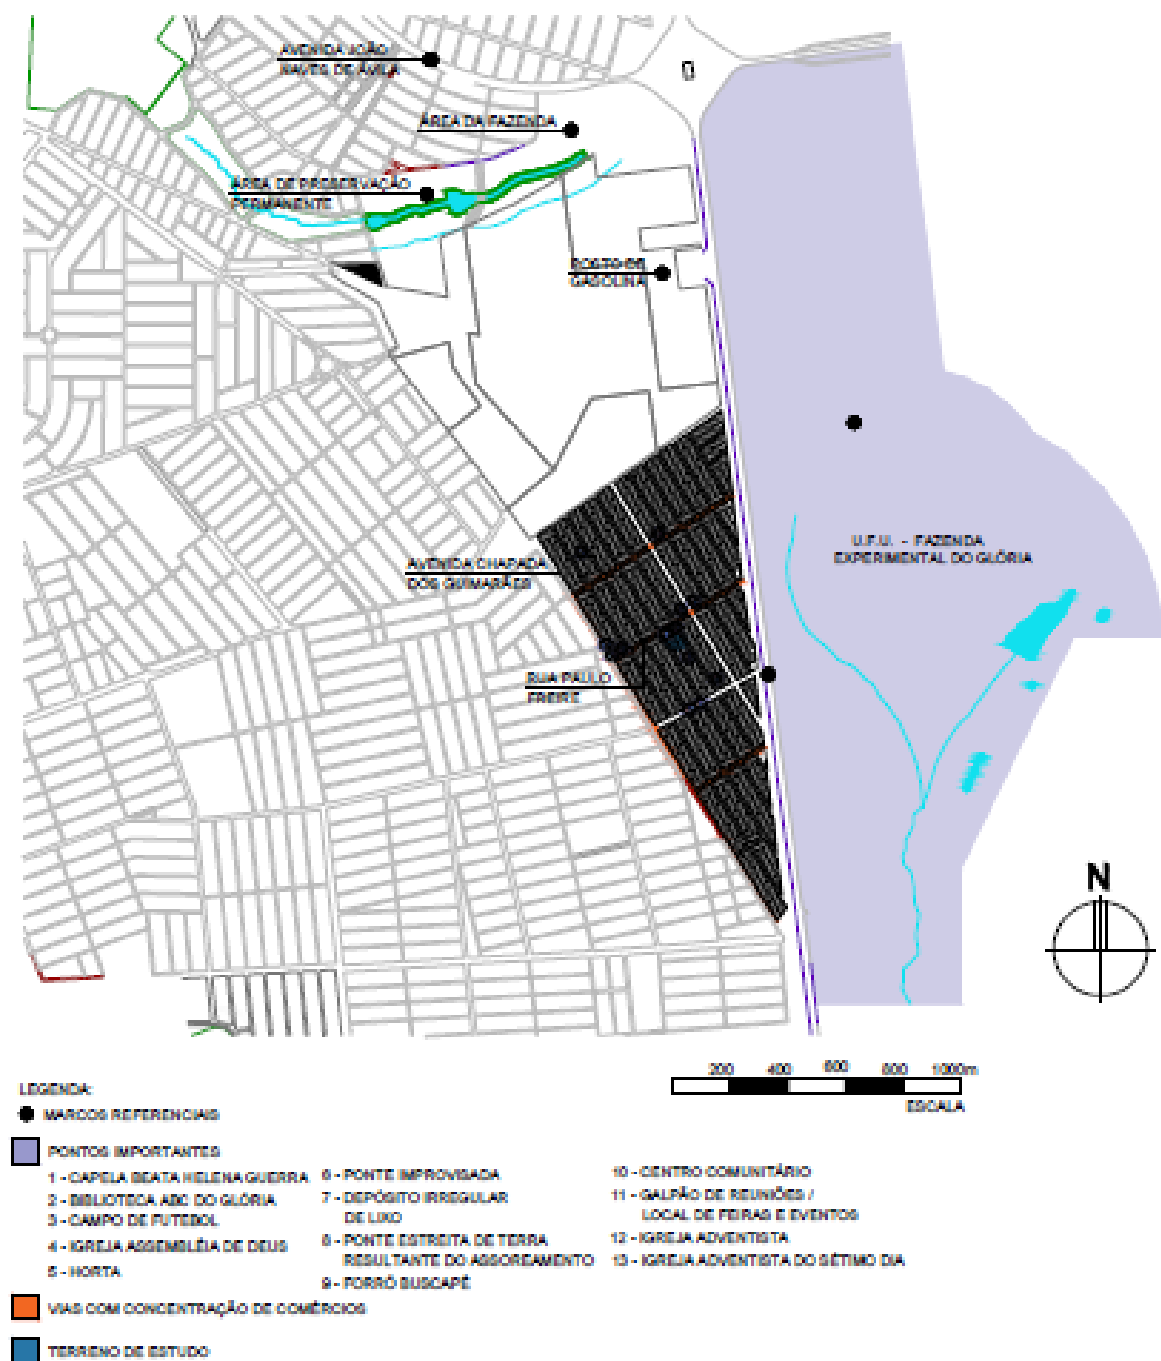 AVENIDA JOÃO
NAVES DE ÁVILA
ÁREA DA FAZENDA
ÁREA DE PRESERVAÇÃO
PERMANENTE
POSTO DE
GASOLINA
U.F.U. - FAZENDA
EXPERIMENTAL DO GLÓRIA
AVENIDA CHAPADA
DOS GUIMARÃES
RUA PAULO
FREIRE
N
200 400 600 800 1000m
ESCALA
LEGENDA:
MARCOS REFERENCIAIS
PONTOS IMPORTANTES
1 - CAPELA BEATA HELENA GUERRA
2 - BIBLIOTECA ABC DO GLÓRIA
3 - CAMPO DE FUTEBOL
4 - IGREJA ASSEMBLÉIA DE DEUS
5 - HORTA
6 - PONTE IMPROVISADA
7 - DEPÓSITO IRREGULAR
DE LIXO
8 - PONTE ESTREITA DE TERRA
RESULTANTE DO ASSOREAMENTO
9 - FORRÓ BUSCAPÉ
10 - CENTRO COMUNITÁRIO
11 - GALPÃO DE REUNIÕES /
LOCAL DE FEIRAS E EVENTOS
12 - IGREJA ADVENTISTA
13 - IGREJA ADVENTISTA DO SÉTIMO DIA
VIAS COM CONCENTRAÇÃO DE COMÉRCIOS
TERRENO DE ESTUDO